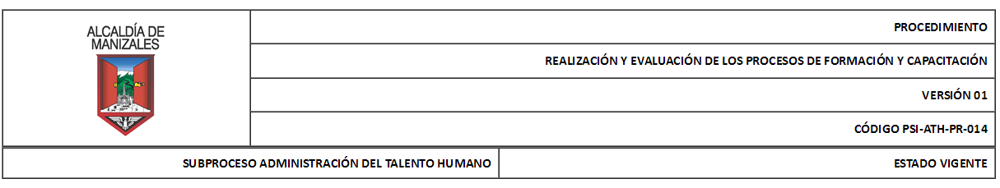 ALCALDÍA DE
MANIZALES
PROCEDIMIENTO
REALIZACIÓN Y EVALUACIÓN DE LOS PROCESOS DE FORMACIÓN Y CAPACITACIÓN
VERSIÓN 01
CÓDIGO PSI-ATH-PR-014
SUBPROCESO ADMINISTRACIÓN DEL TALENTO HUMANO
ESTADO VIGENTE